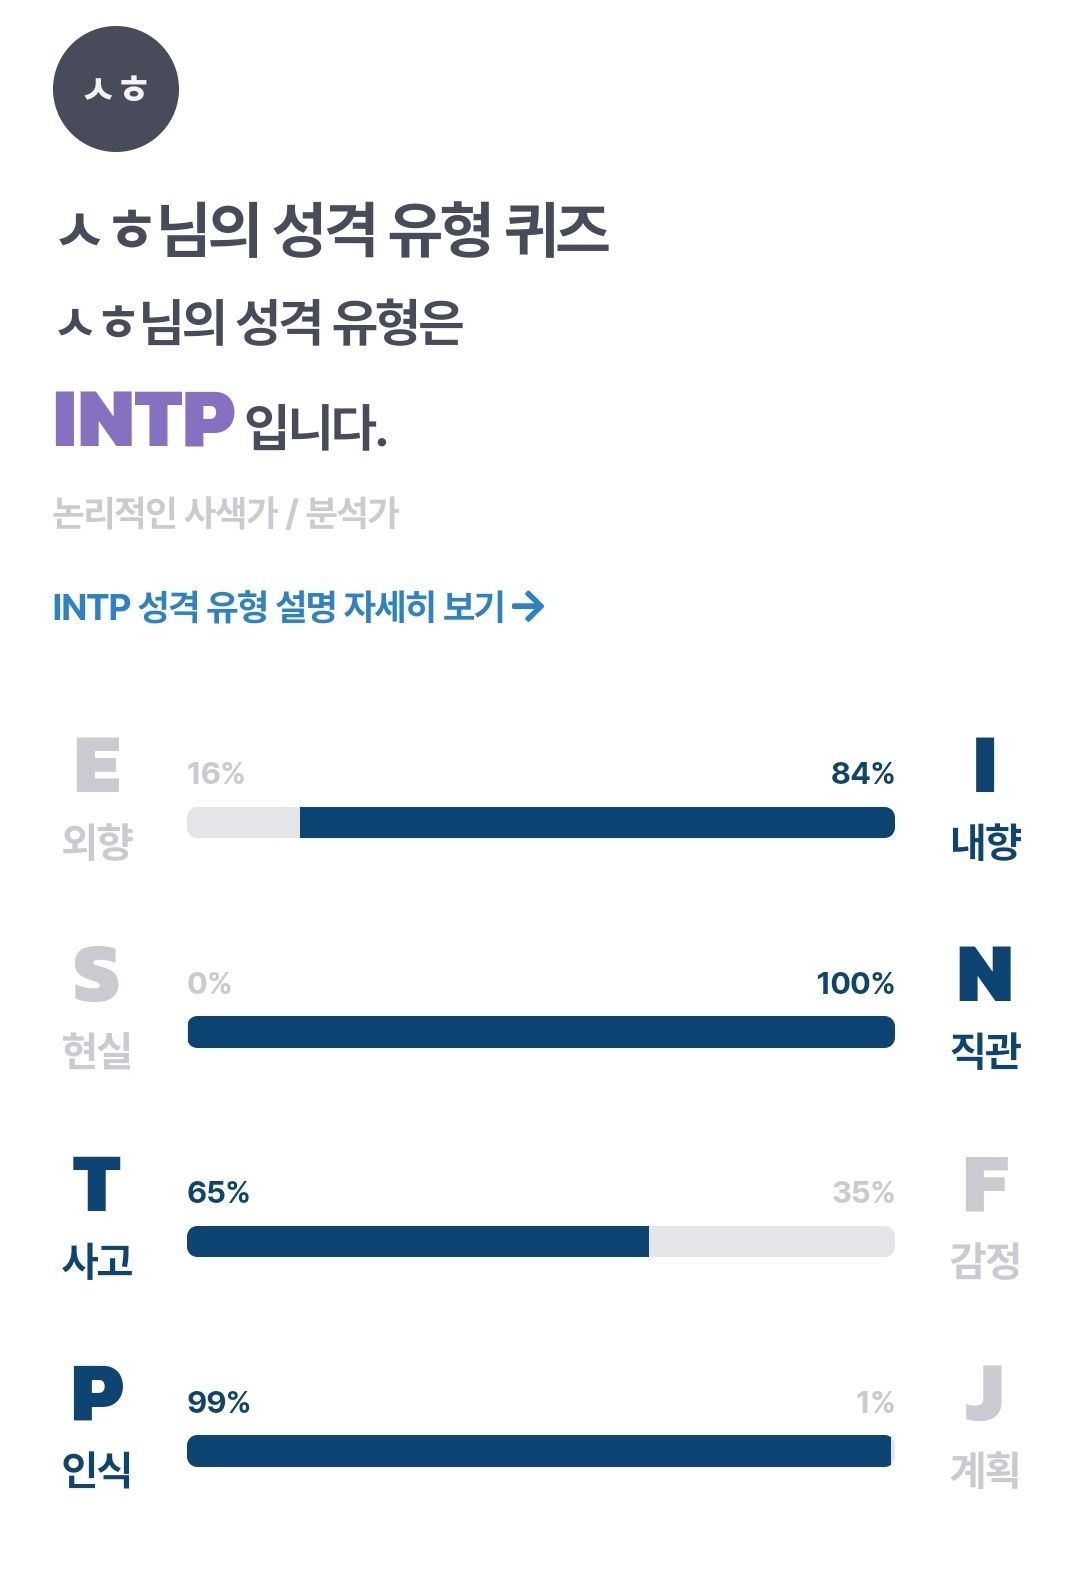 ㅅㅎ
ㅅㅎ님의 성격 유형 퀴즈
ㅅㅎ님의 성격 유형은
INTP 입니다.
논리적인 사색가 / 분석가
INTP 성격 유형 설명 자세히 보기 →
E 16% 84% I
외향 내향
S 0% 100% N
현실 직관
T 65% 35% F
사고 감정
P 99% 1% J
인식 계획